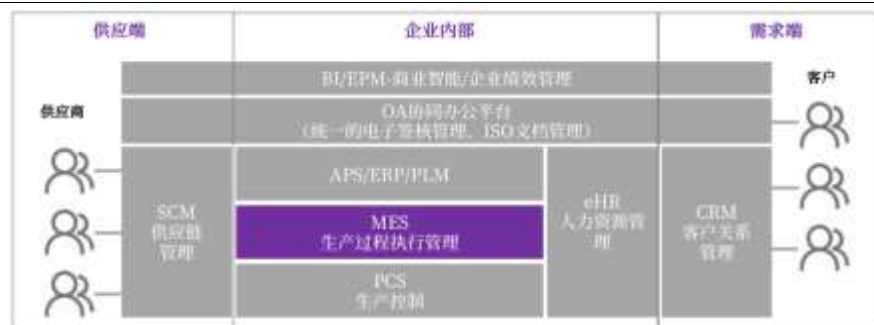 供应端
企业内部
需求端
BI/EPM-商业智能/企业绩效管理
客户
供应商
OA协同办公平台
（统一的电子签核管理、ISO文档管理）
APS/ERP/PLM
SCM
供应链
管理
MES
生产过程执行管理
eHR
人力资源管
理
CRM
客户关系
管理
PCS
生产控制